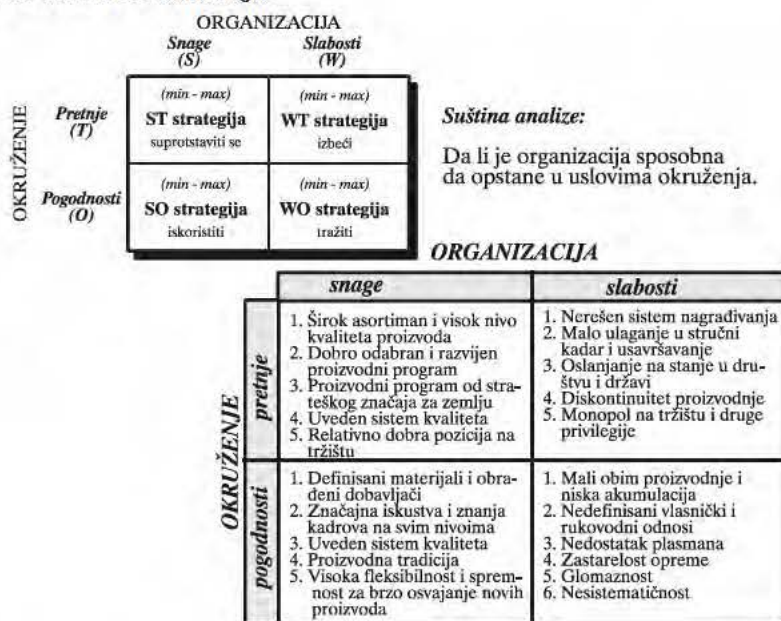 ORGANIZACIJA
Snage
(S)
Slabosti
(W)
OKRUŽENJE
Pretnje
(T)
(min - max)
ST strategija
suprotstaviti se
(min - max)
WT strategija
izbeći
Pogodnosti
(O)
(min - max)
SO strategija
iskoristiti
(min - max)
WO strategija
tražiti
Suština analize:
Da li je organizacija sposobna
da opstane u uslovima okruženja.
ORGANIZACIJA
snage
slabosti
OKRUŽENJE
pretnje
1. Širok asortiman i visok nivo
kvaliteta proizvoda
2. Dobro odabran i razvijen
proizvodni program
3. Proizvodni program od stra-
teškog značaja za zemlju
4. Uveden sistem kvaliteta
5. Relativno dobra pozicija na
tržištu
1. Nerešen sistem nagrađivanja
2. Malo ulaganje u stručni
kadar i usavršavanje
3. Oslanjanje na stanje u dru-
štvu i državi
4. Diskontinuitet proizvodnje
5. Monopol na tržištu i druge
privilegije
pogodnosti
1. Definisani materijali i obra-
đeni dobavljači
2. Značajna iskustva i znanja
kadrova na svim nivoima
3. Uveden sistem kvaliteta
4. Proizvodna tradicija
5. Visoka fleksibilnost i sprem-
nost za brzo osvajanje novih
proizvoda
1. Mali obim proizvodnje i
niska akumulacija
2. Nedefinisani vlasnički i
rukovodni odnosi
3. Nedostatak plasmana
4. Zastarelost opreme
5. Glomaznost
6. Nesistematičnost